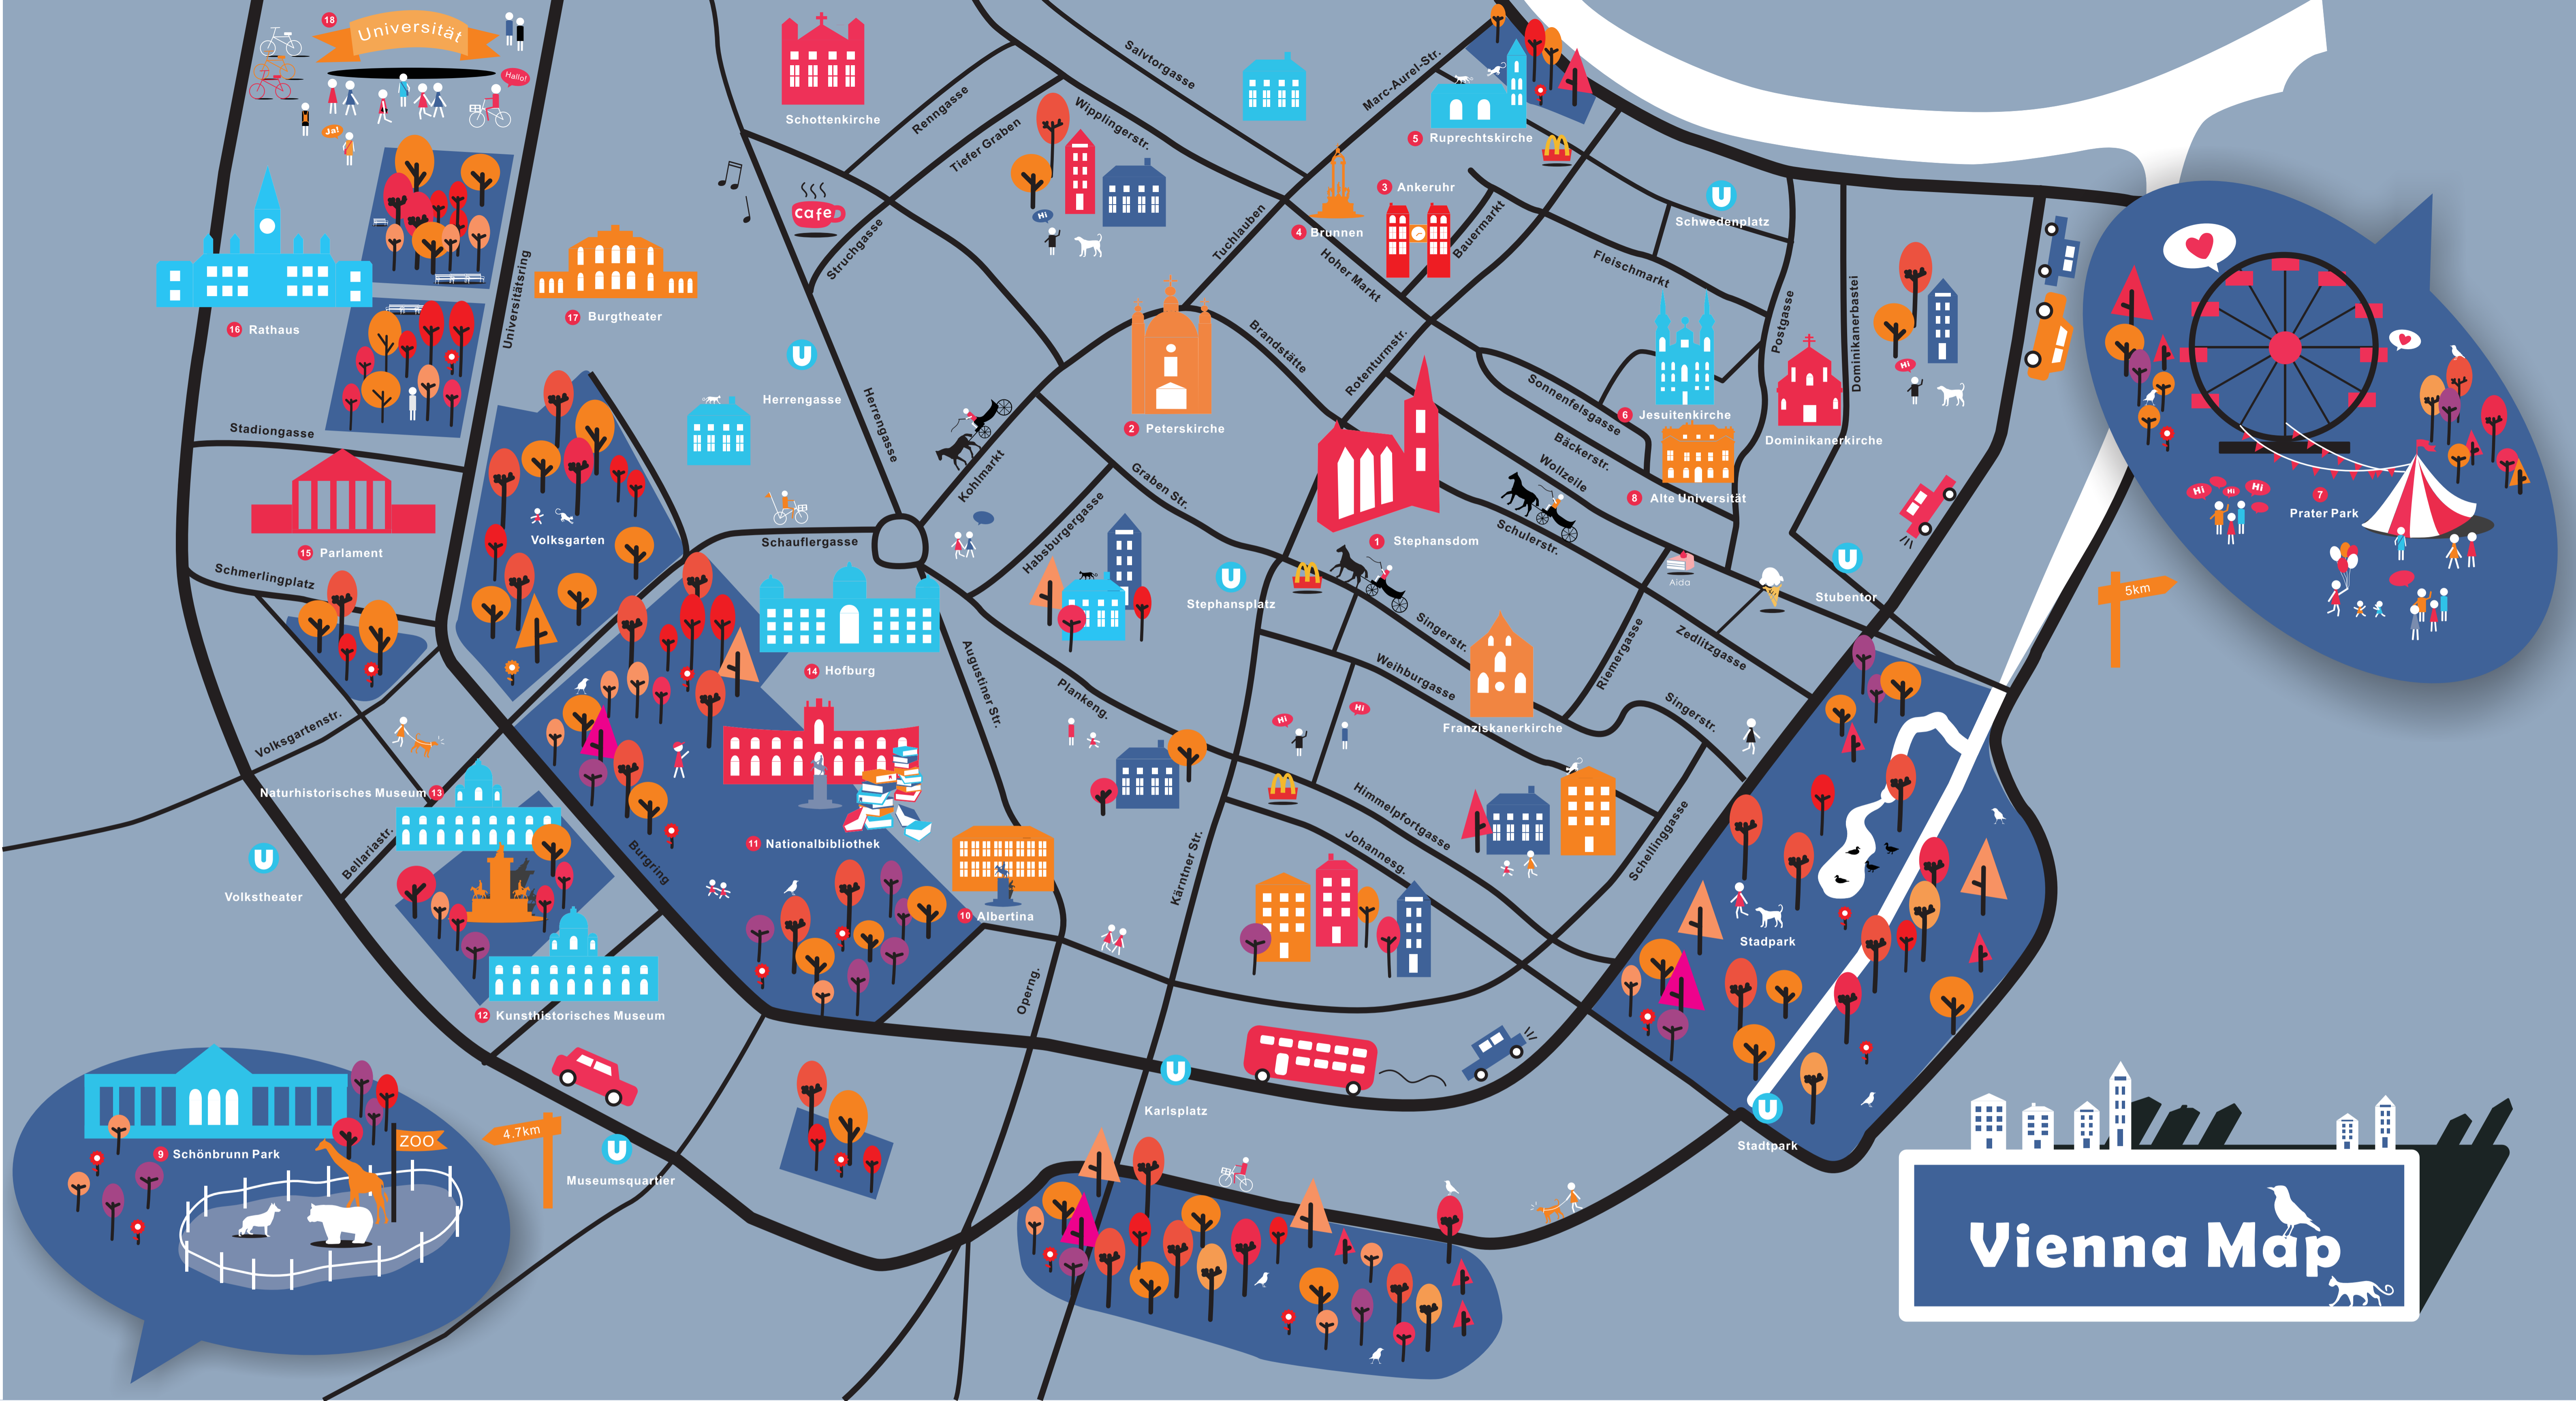 18
Universität
Hallo!
Ja!
Schottenkirche
Salvtorgasse
Marc-Aurel-Str.
Renngasse
Tiefer Graben
Wipplingerstr.
5 Ruprechtskirche
cafe
Hi
3 Ankeruhr
4 Brunnen
U
Schwedenplatz
Struchgasse
Tuchlauben
Hoher Markt
Bauermarkt
Fleischmarkt
Universitätsring
16 Rathaus
17 Burgtheater
U
Herrengasse
Herrengasse
Brandstätte
Rotenturmstr.
Postgasse
Dominikanerbastei
Hi
2 Peterskirche
Sonnenfelsgasse
6 Jesuitenkirche
Dominikanerkirche
Bäckerstr.
Wollzeile
8 Alte Universität
Stadiongasse
Kohlmarkt
Graben Str.
Hi
Hi
Hi
7
Prater Park
15 Parlament
Volksgarten
Schauflergasse
Habsburgergasse
1 Stephansdom
Schulerstr.
Aida
U
Stubentor
5km
Schmerlingplatz
U
Stephansplatz
Singerstr.
Riemergasse
Zedlitzgasse
14 Hofburg
Augustiner Str.
Plankeng.
Weihburgasse
Franziskanerkirche
Singerstr.
Hi
Hi
Volksgartenstr.
Naturhistorisches Museum 13
Bellariastr.
Burgring
11 Nationalbibliothek
Himmelpfortgasse
Johannesg.
Schellinggasse
U
Volkstheater
10 Albertina
Kärntner Str.
Operng.
Stadpark
12 Kunsthistorisches Museum
U
Karlsplatz
U
Stadtpark
9 Schönbrunn Park
ZOO
4.7km
U
Museumsquartier
Vienna Map